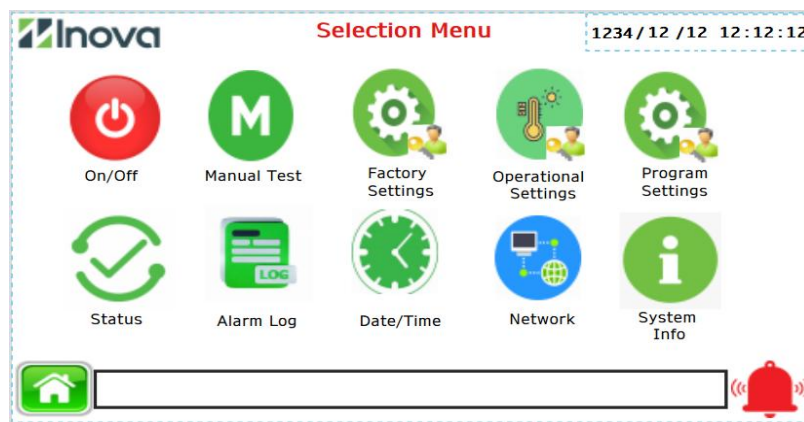 Inova
Selection Menu
1234/12/12 12:12:12
On/Off
M
Manual Test
Factory
Settings
Operational
Settings
Program
Settings
Status
LOG
Alarm Log
Date/Time
Network
i
System
Info